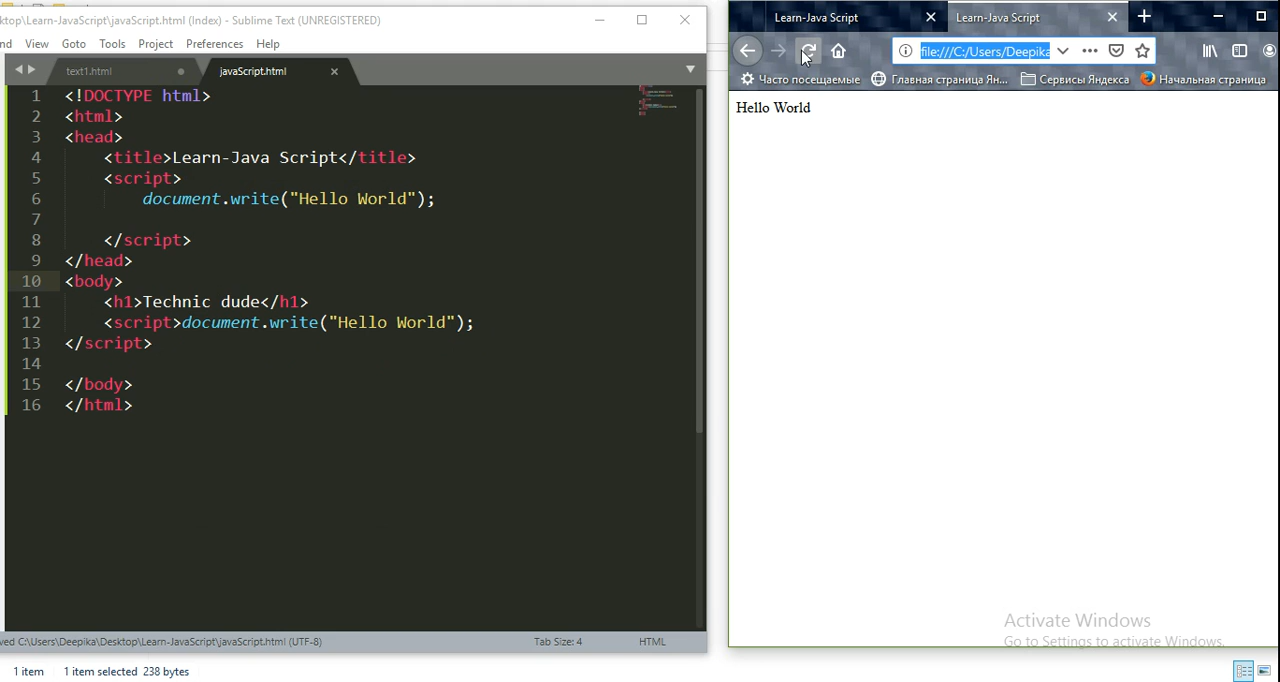 ktop\Learn-JavaScript\javaScript.html (Index) - Sublime Text (UNREGISTERED)
nd View Goto Tools Project Preferences Help
text1.html javaScript.html
1 <!DOCTYPE html>
2 <html>
3 <head>
4 <title>Learn-Java Script</title>
5 <script>
6 document.write("Hello World");
7
8 </script>
9 </head>
10 <body>
11 <h1>Technic dude</h1>
12 <script>document.write("Hello World");
13 </script>
14
15 </body>
16 </html>
ved C:\Users\Deepika\Desktop\Learn-JavaScript\javaScript.html (UTF-8) Tab Size: 4 HTML
1 item 1 item selected 238 bytes
Learn-Java Script Learn-Java Script
file:///C:/Users/Deepika
Часто посещаемые Главная страница Ян... Сервисы Яндекса Начальная страница
Hello World
Activate Windows
Go to Settings to activate Windows.